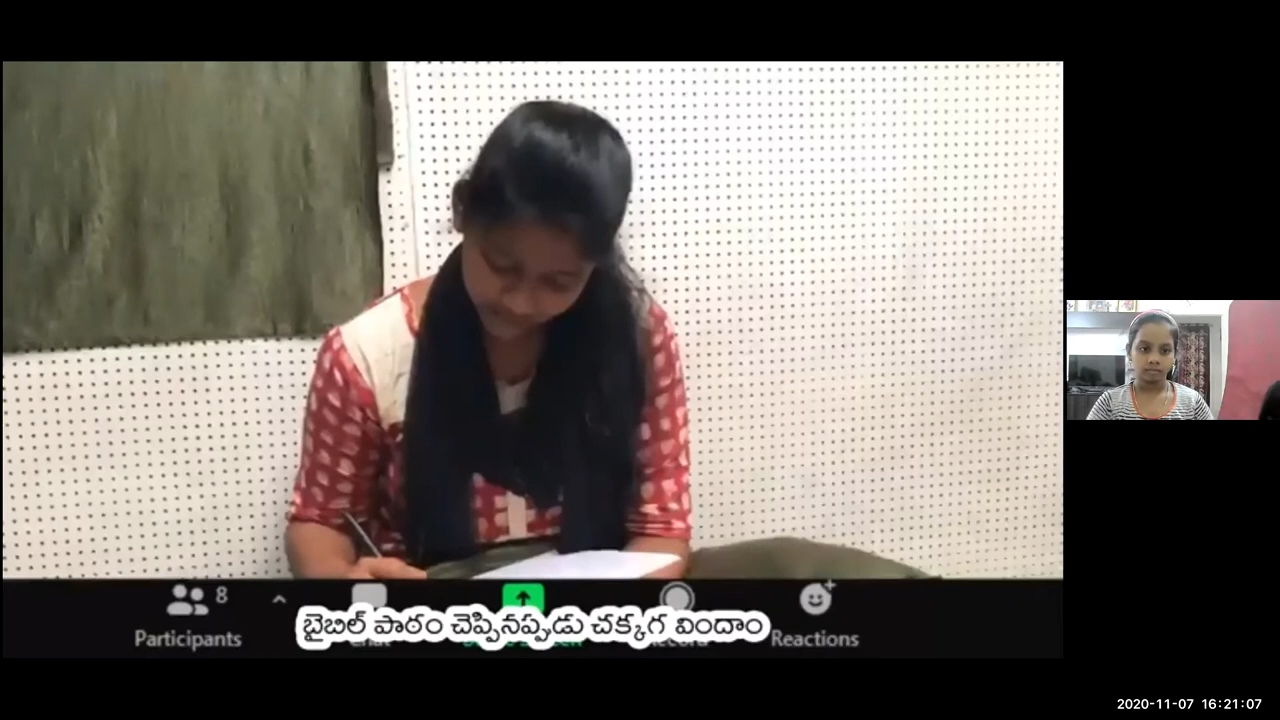 8
Participants
బైబిల్ పాఠం చెప్పినప్పుడు చక్కగ విందాం
Reactions
2020-11-07 16:21:07